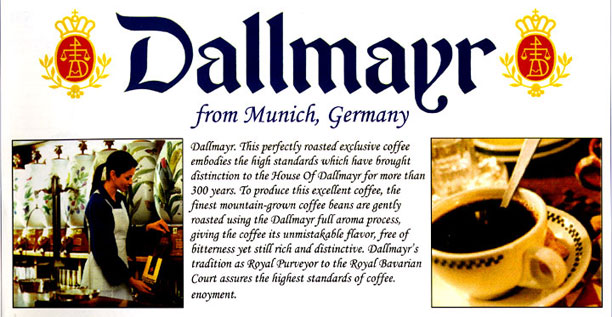 Dallmayr
from Munich, Germany
Dallmayr. This perfectly roasted exclusive coffee
embodies the high standards which have brought
distinction to the House Of Dallmayr for more than
300 years. To produce this excellent coffee, the
finest mountain-grown coffee beans are gently
roasted using the Dallmayr full aroma process,
giving the coffee its unmistakable flavor, free of
bitterness yet still rich and distinctive. Dallmayr's
tradition as Royal Purveyor to the Royal Bavarian
Court assures the highest standards of coffee.
enoyment.